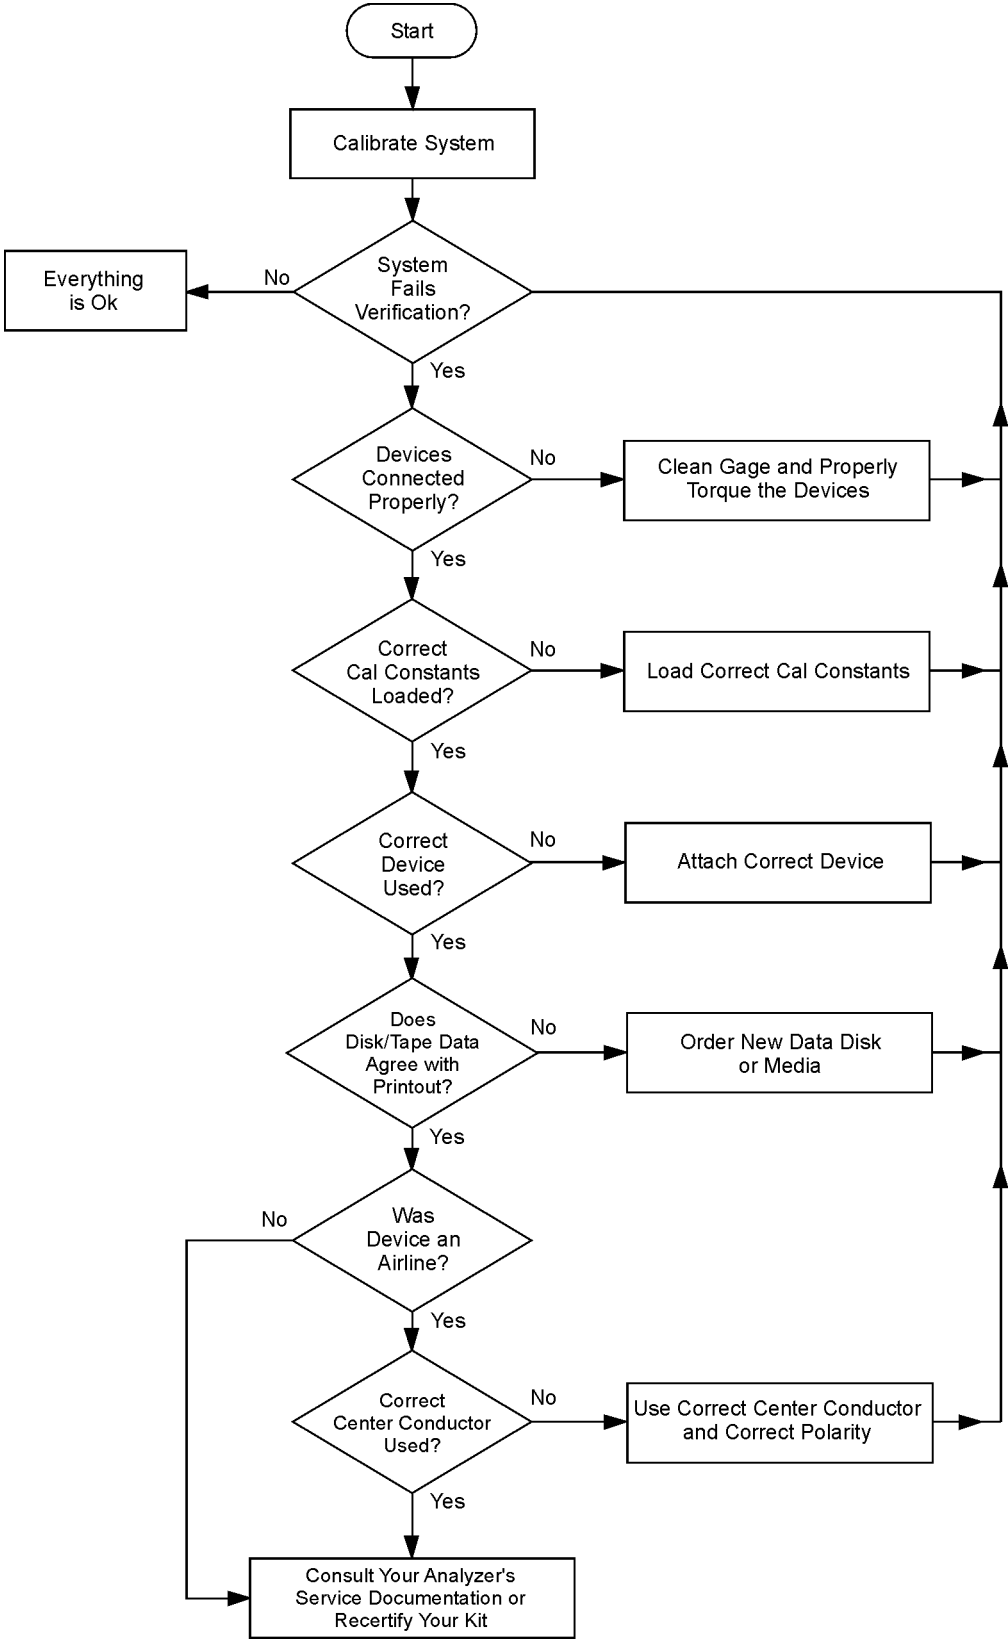 Start
Calibrate System
System
Fails
Verification?
No
Everything
is Ok
Yes
Devices
Connected
Properly?
No
Clean Gage and Properly
Torque the Devices
Yes
Correct
Cal Constants
Loaded?
No
Load Correct Cal Constants
Yes
Correct
Device
Used?
No
Attach Correct Device
Yes
Does
Disk/Tape Data
Agree with
Printout?
No
Order New Data Disk
or Media
Yes
Was
Device an
Airline?
No
Yes
Correct
Center Conductor
Used?
No
Use Correct Center Conductor
and Correct Polarity
Yes
Consult Your Analyzer's
Service Documentation or
Recertify Your Kit